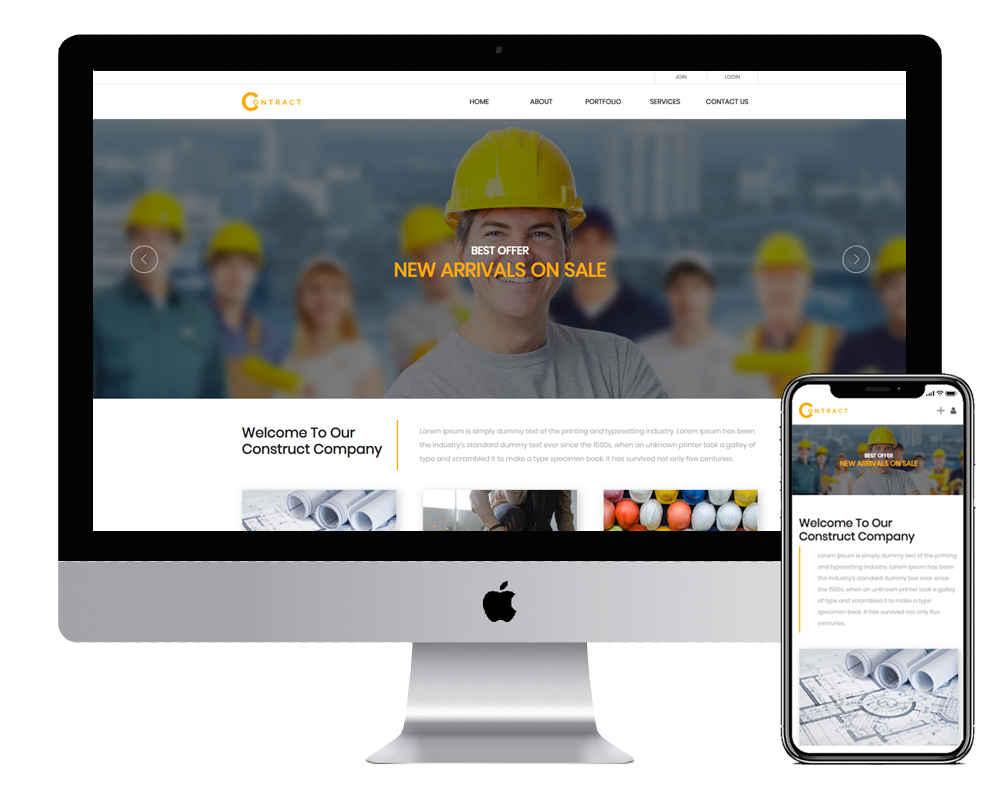 JOIN LOGIN
CONTRACT HOME ABOUT PORTFOLIO SERVICES CONTACT US
BEST OFFER
NEW ARRIVALS ON SALE
Welcome To Our
Construct Company
Lorem Ipsum is simply dummy text of the printing and typesetting industry. Lorem Ipsum has been
the industry's standard dummy text ever since the 1500s, when an unknown printer took a galley of
type and scrambled it to make a type specimen book. It has survived not only five centuries.
CONTRACT
BEST OFFER
NEW ARRIVALS ON SALE
Welcome To Our
Construct Company
Lorem Ipsum is simply dummy text of the printing
and typesetting industry. Lorem Ipsum has been
the industry's standard dummy text ever since
the 1500s, when an unknown printer took a galley
of type and scrambled it to make a type
specimen book. It has survived not only five
centuries.